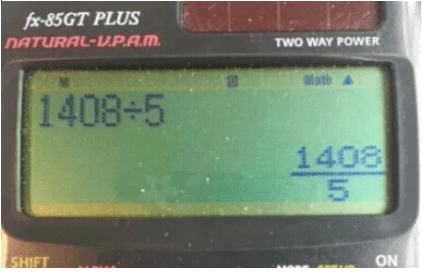 fx-85GT PLUS
NATURAL-V.P.A.M.
TWO WAY POWER
M D Math ▲
1408÷5
1408
5
SHIFT
ON